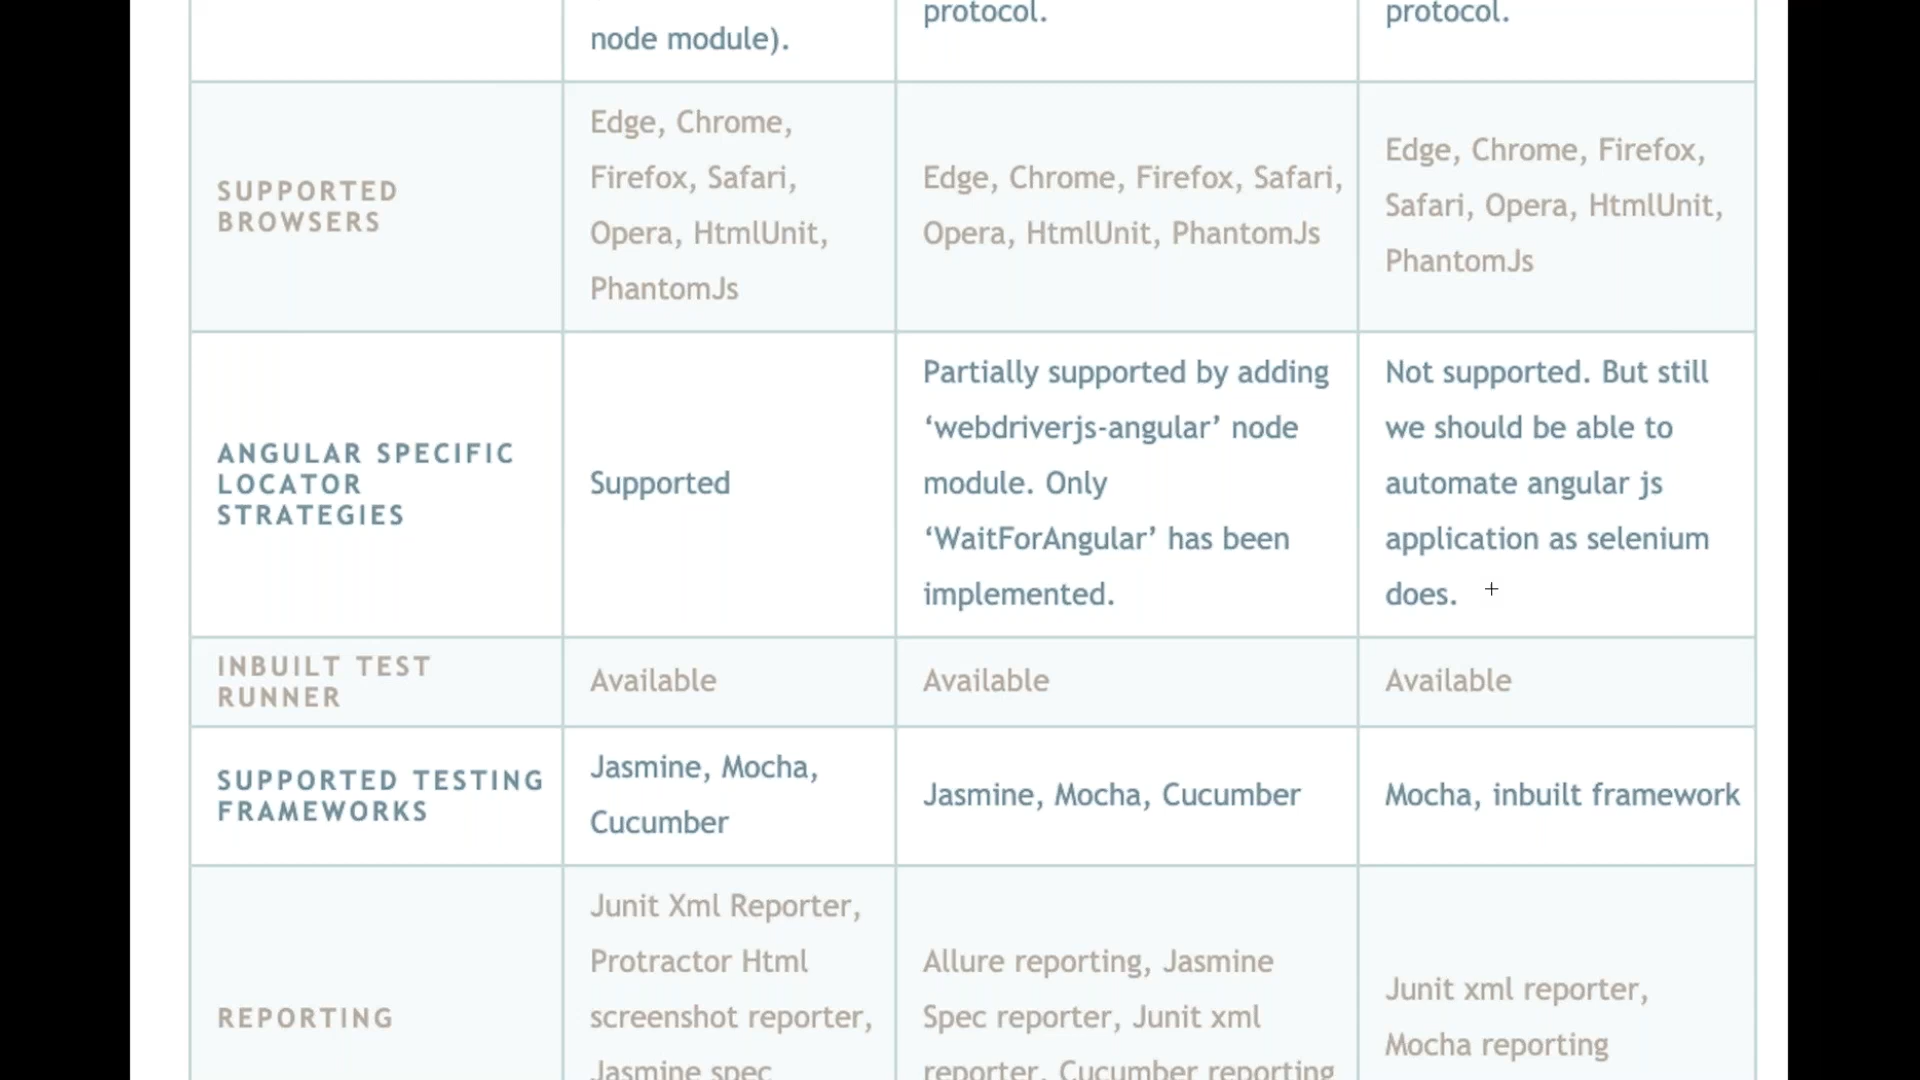 node module).
protocol.
protocol.
SUPPORTED
BROWSERS
Edge, Chrome,
Firefox, Safari,
Opera, HtmlUnit,
PhantomJs
Edge, Chrome, Firefox, Safari,
Opera, HtmlUnit, PhantomJs
Edge, Chrome, Firefox,
Safari, Opera, HtmlUnit,
PhantomJs
ANGULAR SPECIFIC
LOCATOR
STRATEGIES
Supported
Partially supported by adding
‘webdriverjs-angular’ node
module. Only
‘WaitForAngular’ has been
implemented.
Not supported. But still
we should be able to
automate angular js
application as selenium
does.
INBUILT TEST
RUNNER
Available
Available
Available
SUPPORTED TESTING
FRAMEWORKS
Jasmine, Mocha,
Cucumber
Jasmine, Mocha, Cucumber
Mocha, inbuilt framework
REPORTING
Junit Xml Reporter,
Protractor Html
screenshot reporter,
Jasmine spec
Allure reporting, Jasmine
Spec reporter, Junit xml
reporter, Cucumber reporting
Junit xml reporter,
Mocha reporting